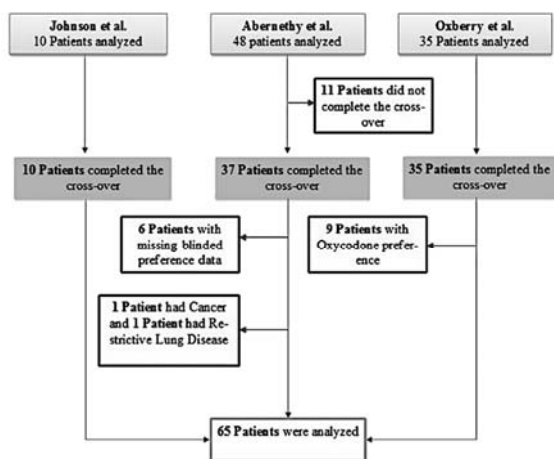 Johnson et al.
10 Patients analyzed
Abernethy et al.
48 patients analyzed
Oxberry et al.
35 Patients analyzed
11 Patients did not
complete the cross-
over
10 Patients completed the
cross-over
37 Patients completed the
cross-over
35 Patients completed the
cross-over
6 Patients with
missing blinded
preference data
9 Patients with
Oxycodone prefer-
ence
1 Patient had Cancer
and 1 Patient had Re-
strictive Lung Disease
65 Patients were analyzed